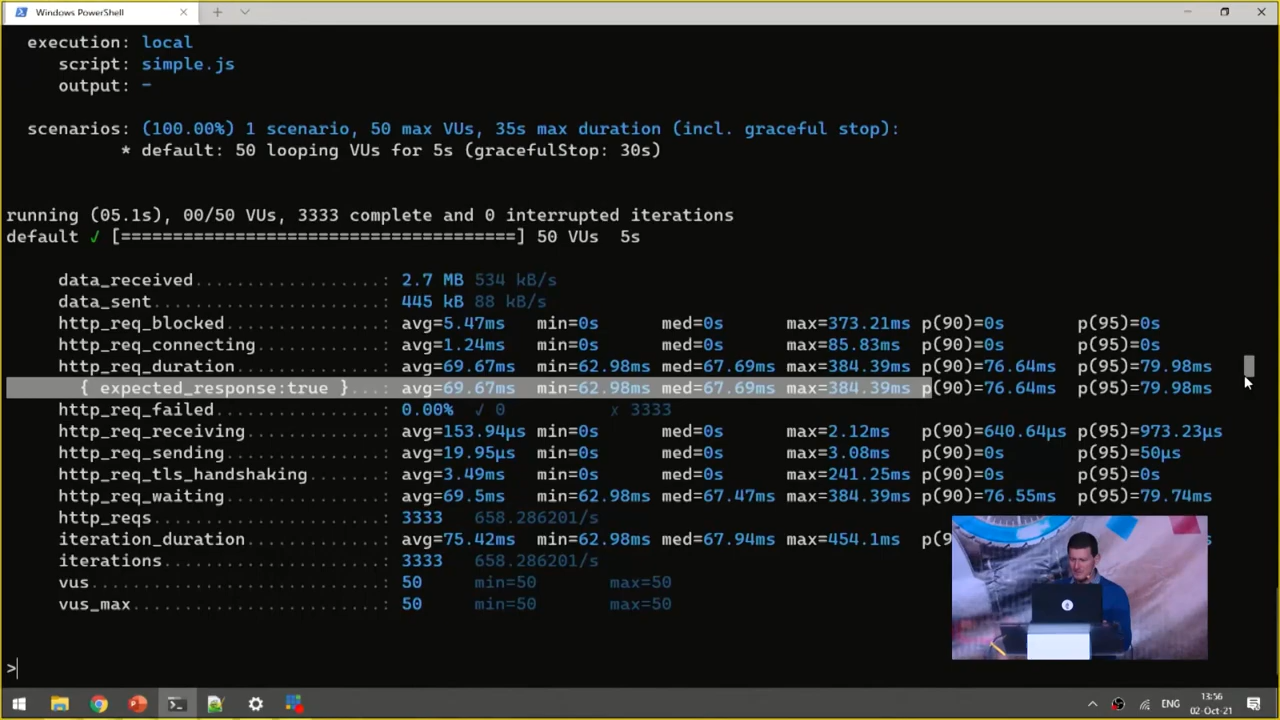 Windows PowerShell
execution: local
script: simple.js
output: -
scenarios: (100.00%) 1 scenario, 50 max VUs, 35s max duration (incl. graceful stop):
* default: 50 looping VUs for 5s (gracefulStop: 30s)
running (05.1s), 00/50 VUs, 3333 complete and 0 interrupted iterations
default ✓ [======================================] 50 VUs  5s
data_received..................: 2.7 MB 534 kB/s
data_sent......................: 445 kB 88 kB/s
http_req_blocked...............: avg=5.47ms min=0s med=0s max=373.21ms p(90)=0s p(95)=0s
http_req_connecting............: avg=1.24ms min=0s med=0s max=85.83ms p(90)=0s p(95)=0s
http_req_duration..............: avg=69.67ms min=62.98ms med=67.69ms max=384.39ms p(90)=76.64ms p(95)=79.98ms
{ expected_response:true }...: avg=69.67ms min=62.98ms med=67.69ms max=384.39ms p(90)=76.64ms p(95)=79.98ms
http_req_failed................: 0.00% ✓ 0 ✗ 3333
http_req_receiving.............: avg=153.94µs min=0s med=0s max=2.12ms p(90)=640.64µs p(95)=973.23µs
http_req_sending...............: avg=19.95µs min=0s med=0s max=3.08ms p(90)=0s p(95)=50µs
http_req_tls_handshaking.......: avg=3.49ms min=0s med=0s max=241.25ms p(90)=0s p(95)=0s
http_req_waiting...............: avg=69.5ms min=62.98ms med=67.47ms max=384.39ms p(90)=76.55ms p(95)=79.74ms
http_reqs......................: 3333 658.286201/s
iteration_duration.............: avg=75.42ms min=62.98ms med=67.94ms max=454.1ms
iterations.....................: 3333 658.286201/s
vus............................: 50 min=50 max=50
vus_max........................: 50 min=50 max=50
>
ENG
13:56
02-Oct-21